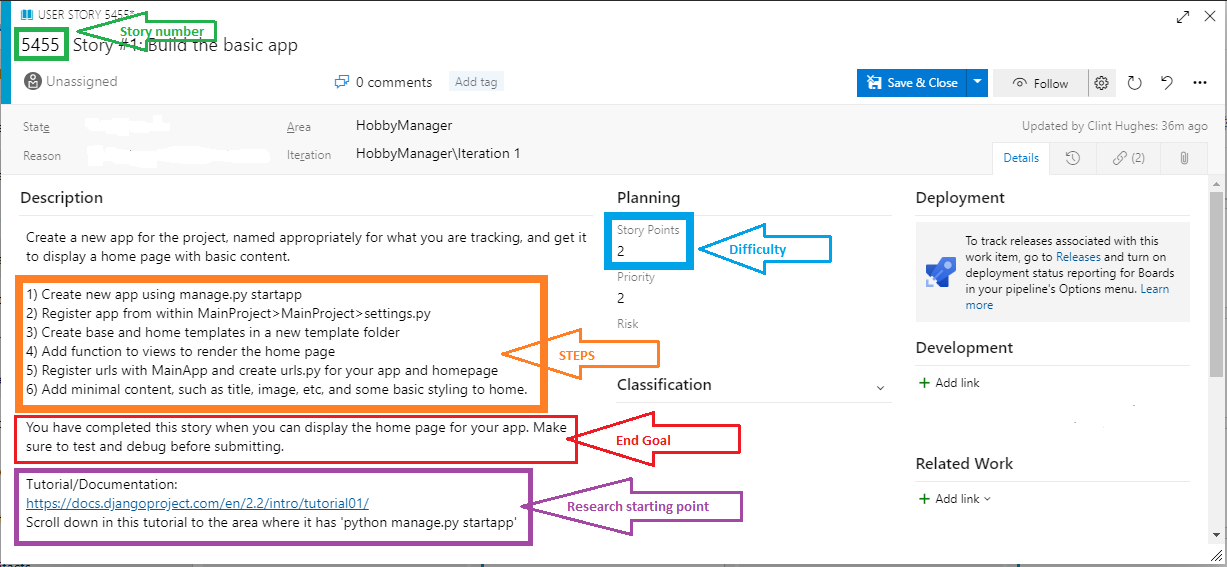 USER STORY 5455*
Story number
5455 Story #1: Build the basic app
Unassigned
0 comments
Add tag
Save & Close
Follow
State
Area
HobbyManager
Updated by Clint Hughes: 36m ago
Reason
Iteration
HobbyManager\Iteration 1
Details
(2)
Description
Create a new app for the project, named appropriately for what you are tracking, and get it
to display a home page with basic content.
1) Create new app using manage.py startapp
2) Register app from within MainProject>MainProject>settings.py
3) Create base and home templates in a new template folder
4) Add function to views to render the home page
5) Register urls with MainApp and create urls.py for your app and homepage
6) Add minimal content, such as title, image, etc, and some basic styling to home.
STEPS
You have completed this story when you can display the home page for your app. Make
sure to test and debug before submitting.
End Goal
Tutorial/Documentation:
https://docs.djangoproject.com/en/2.2/intro/tutorial01/
Scroll down in this tutorial to the area where it has 'python manage.py startapp'
Research starting point
Planning
Story Points
2
Difficulty
Priority
2
Risk
Classification
Deployment
To track releases associated with this
work item, go to Releases and turn on
deployment status reporting for Boards
in your pipeline's Options menu. Learn
more
Development
Add link
Related Work
Add link